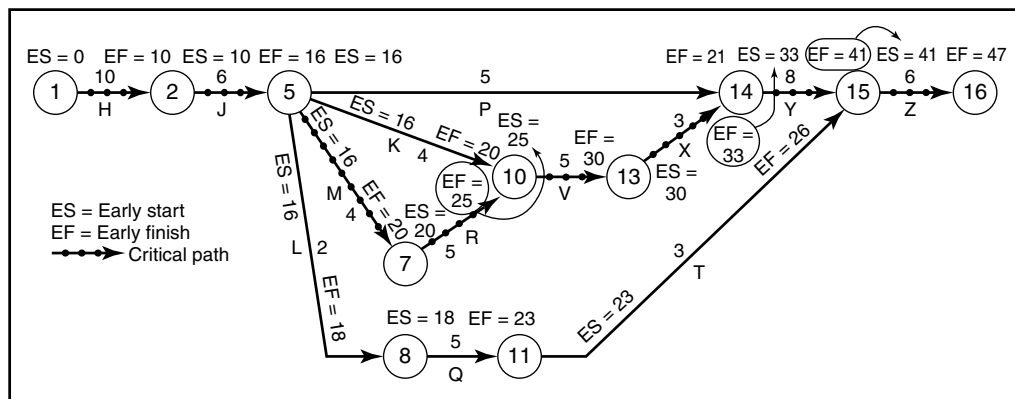 ES = 0 EF = 10 ES = 10 EF = 16 ES = 16 EF = 21 ES = 33 EF = 41 ES = 41 EF = 47
1 10 H 2 6 J 5 5 P 14 8 Y 15 6 Z 16
ES = 16 K 4 EF = 20
ES = 25
EF = 25
10
5
V
EF = 30
13
ES = 30
3
X
EF = 33
ES = 16 M 4 EF = 20
7
ES = 20
5 R
ES = 16 L 2 EF = 18
8
ES = 18 EF = 23
5
Q
11
ES = 23 3 T EF = 26
ES = Early start
EF = Early finish
Critical path